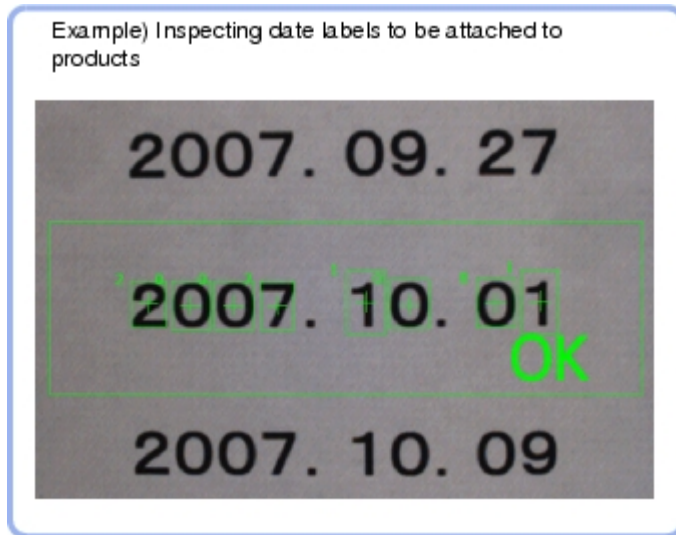 Example) Inspecting date labels to be attached to
products
2007. 09. 27
2007. 10. 01
OK
2007. 10. 09